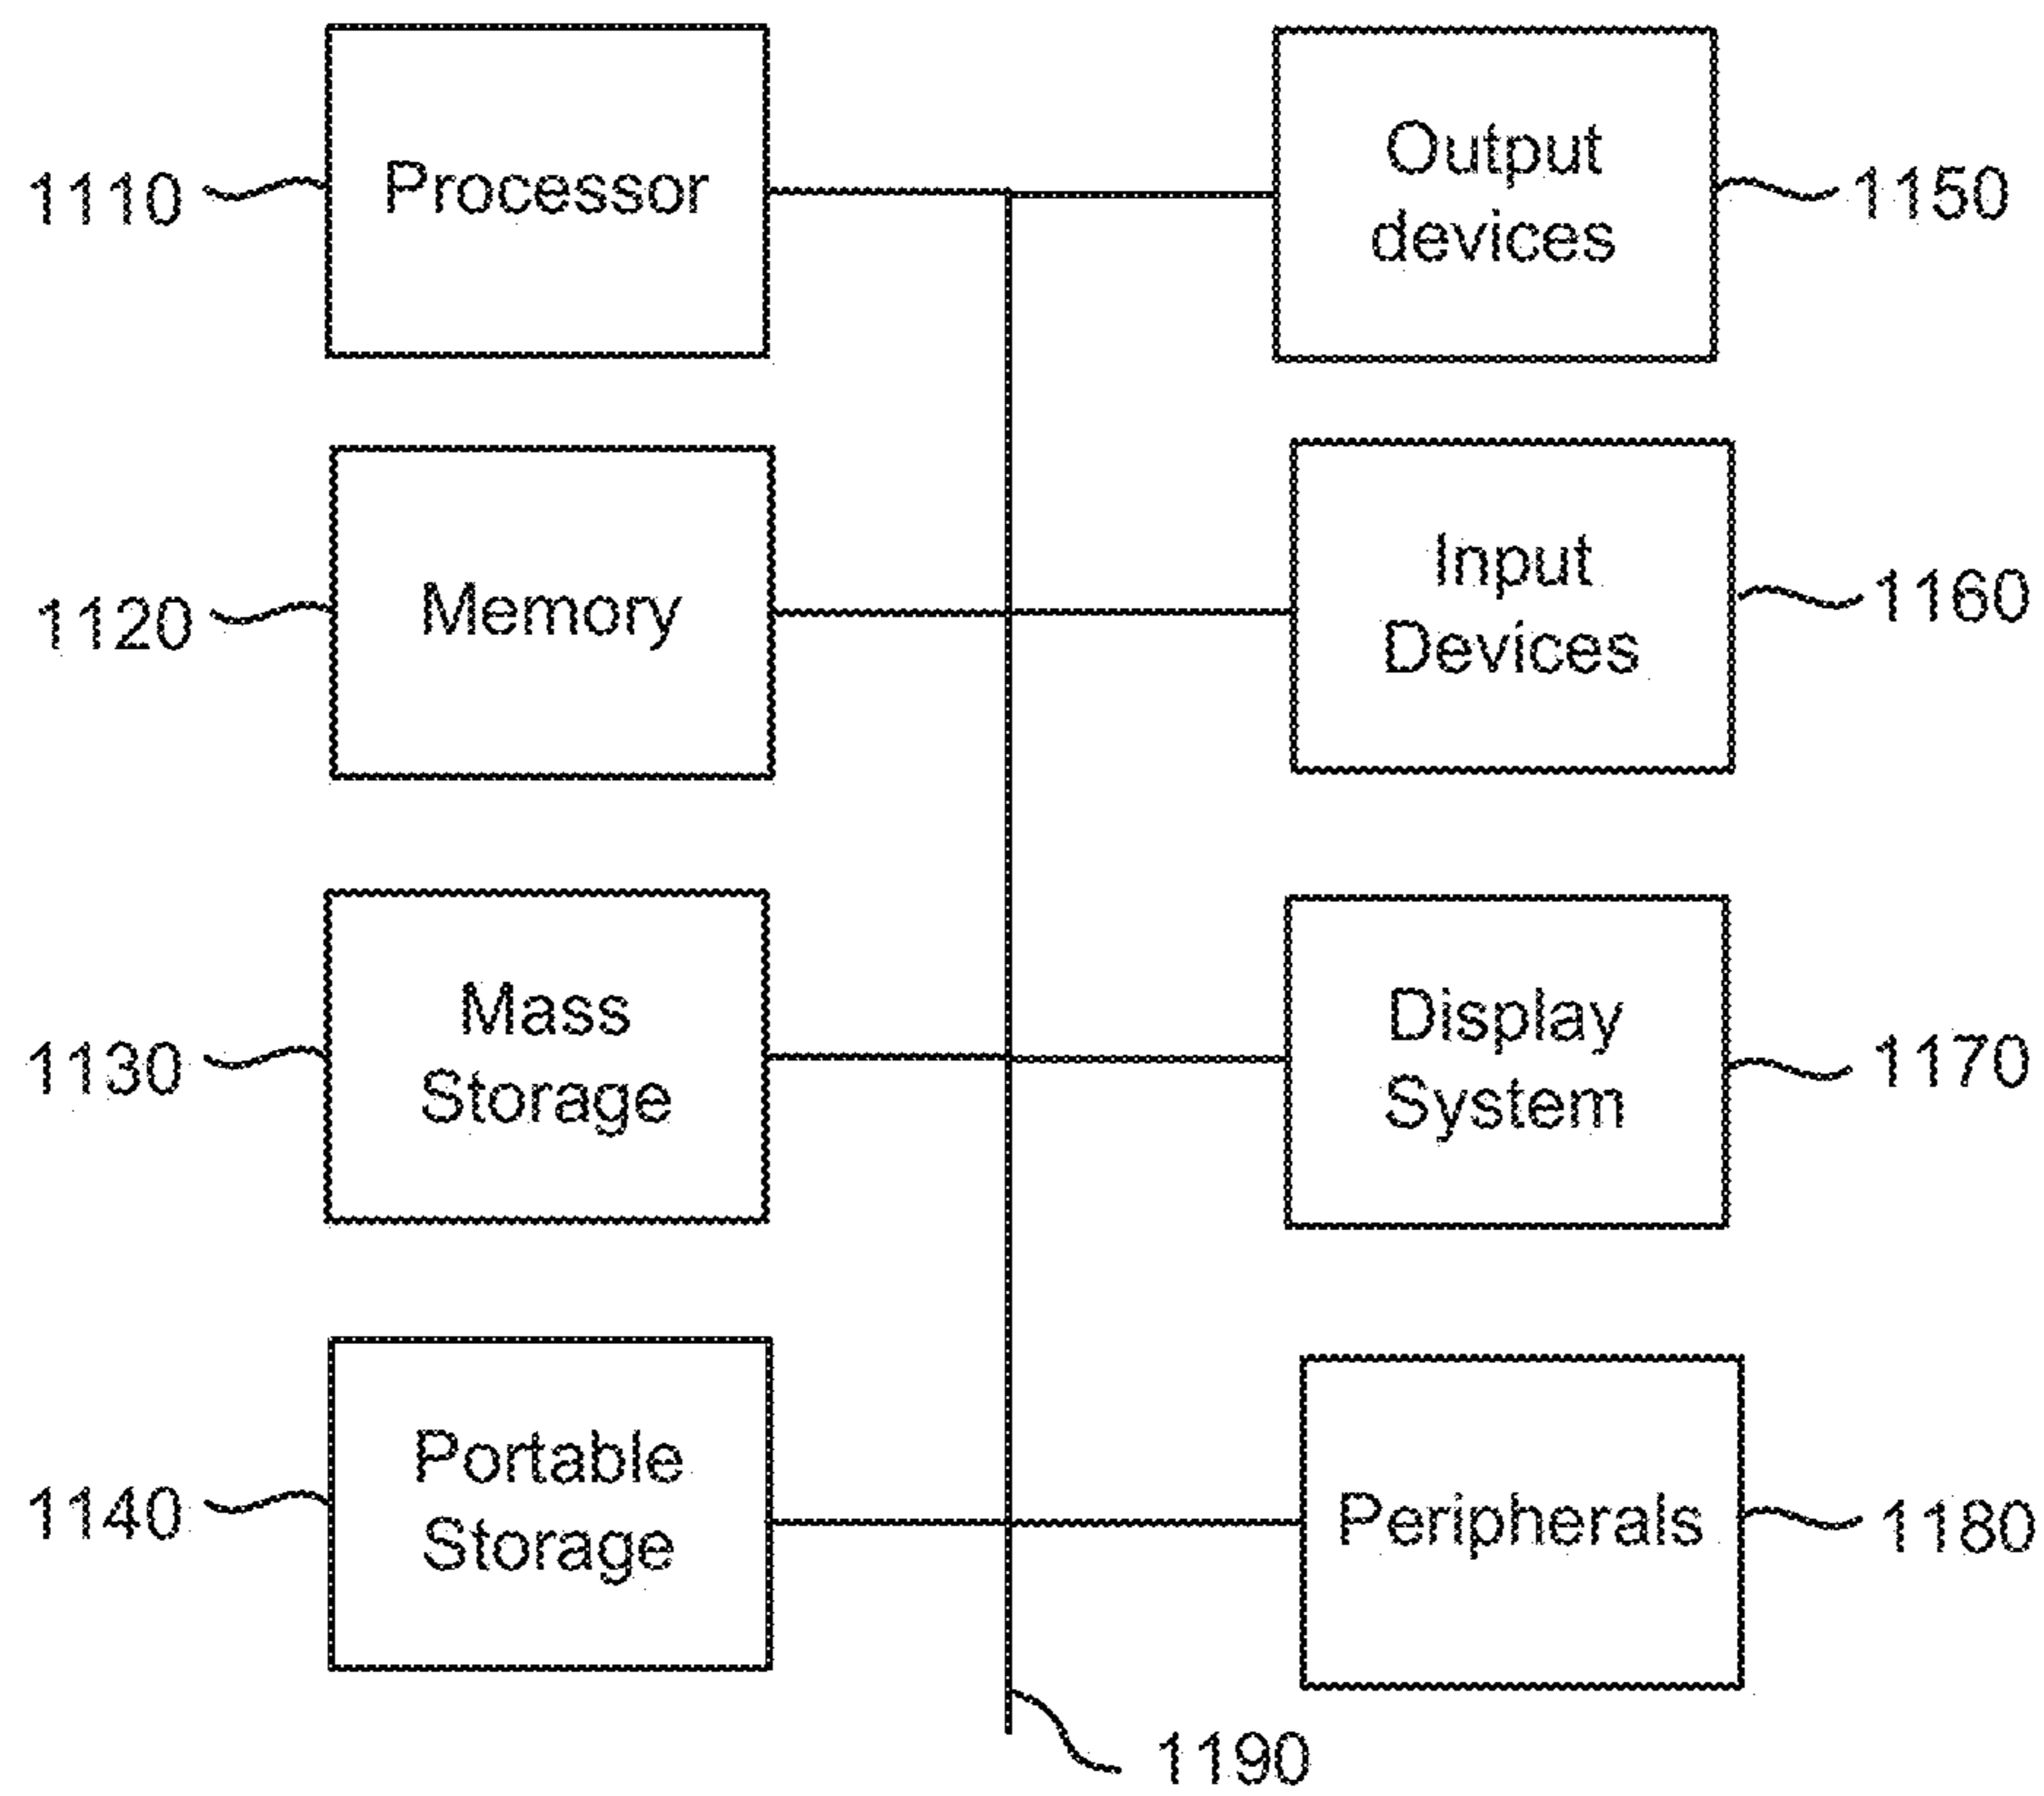 1110
Processor
Output
devices
1150
1120
Memory
Input
Devices
1160
1130
Mass
Storage
Display
System
1170
1140
Portable
Storage
Peripherals
1180
1190